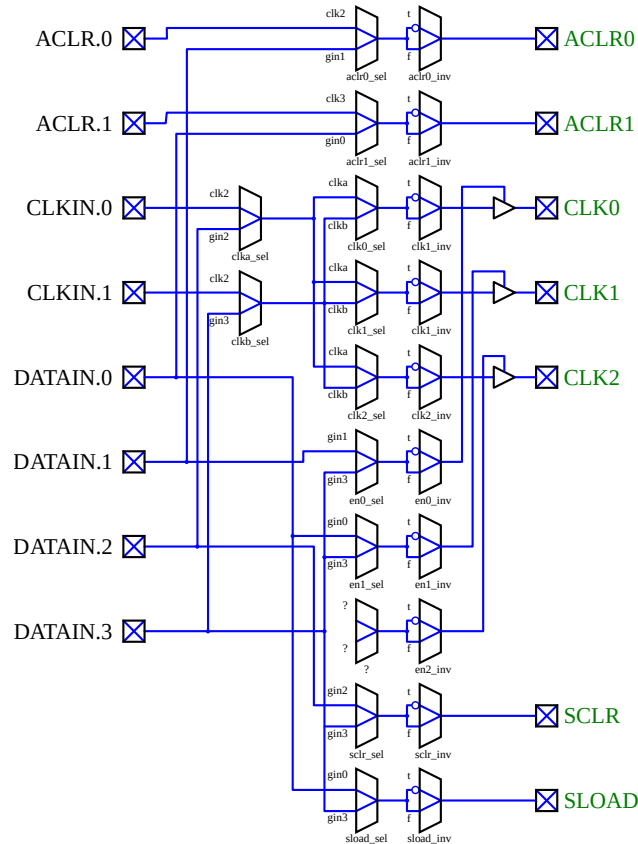 clk2 t
ACLR.0 ACLR0
gin1 f
aclr0_sel aclr0_inv
clk3 t
ACLR.1 ACLR1
gin0 f
aclr1_sel aclr1_inv
clka t
clk2
CLKIN.0 CLK0
clkb f
gin2
clk0_sel clk1_inv
clka_sel
clka t
clk2
CLKIN.1 CLK1
clkb f
gin3
clk1_sel clk1_inv
clkb_sel
clka t
DATAIN.0 CLK2
clkb f
clk2_sel clk2_inv
gin1 t
DATAIN.1
gin3 f
en0_sel en0_inv
gin0 t
DATAIN.2
gin3 f
en1_sel en1_inv
? t
DATAIN.3
? f
? en2_inv
gin2 t
SCLR
gin3 f
sclr_sel sclr_inv
gin0 t
SLOAD
gin3 f
sload_sel sload_inv